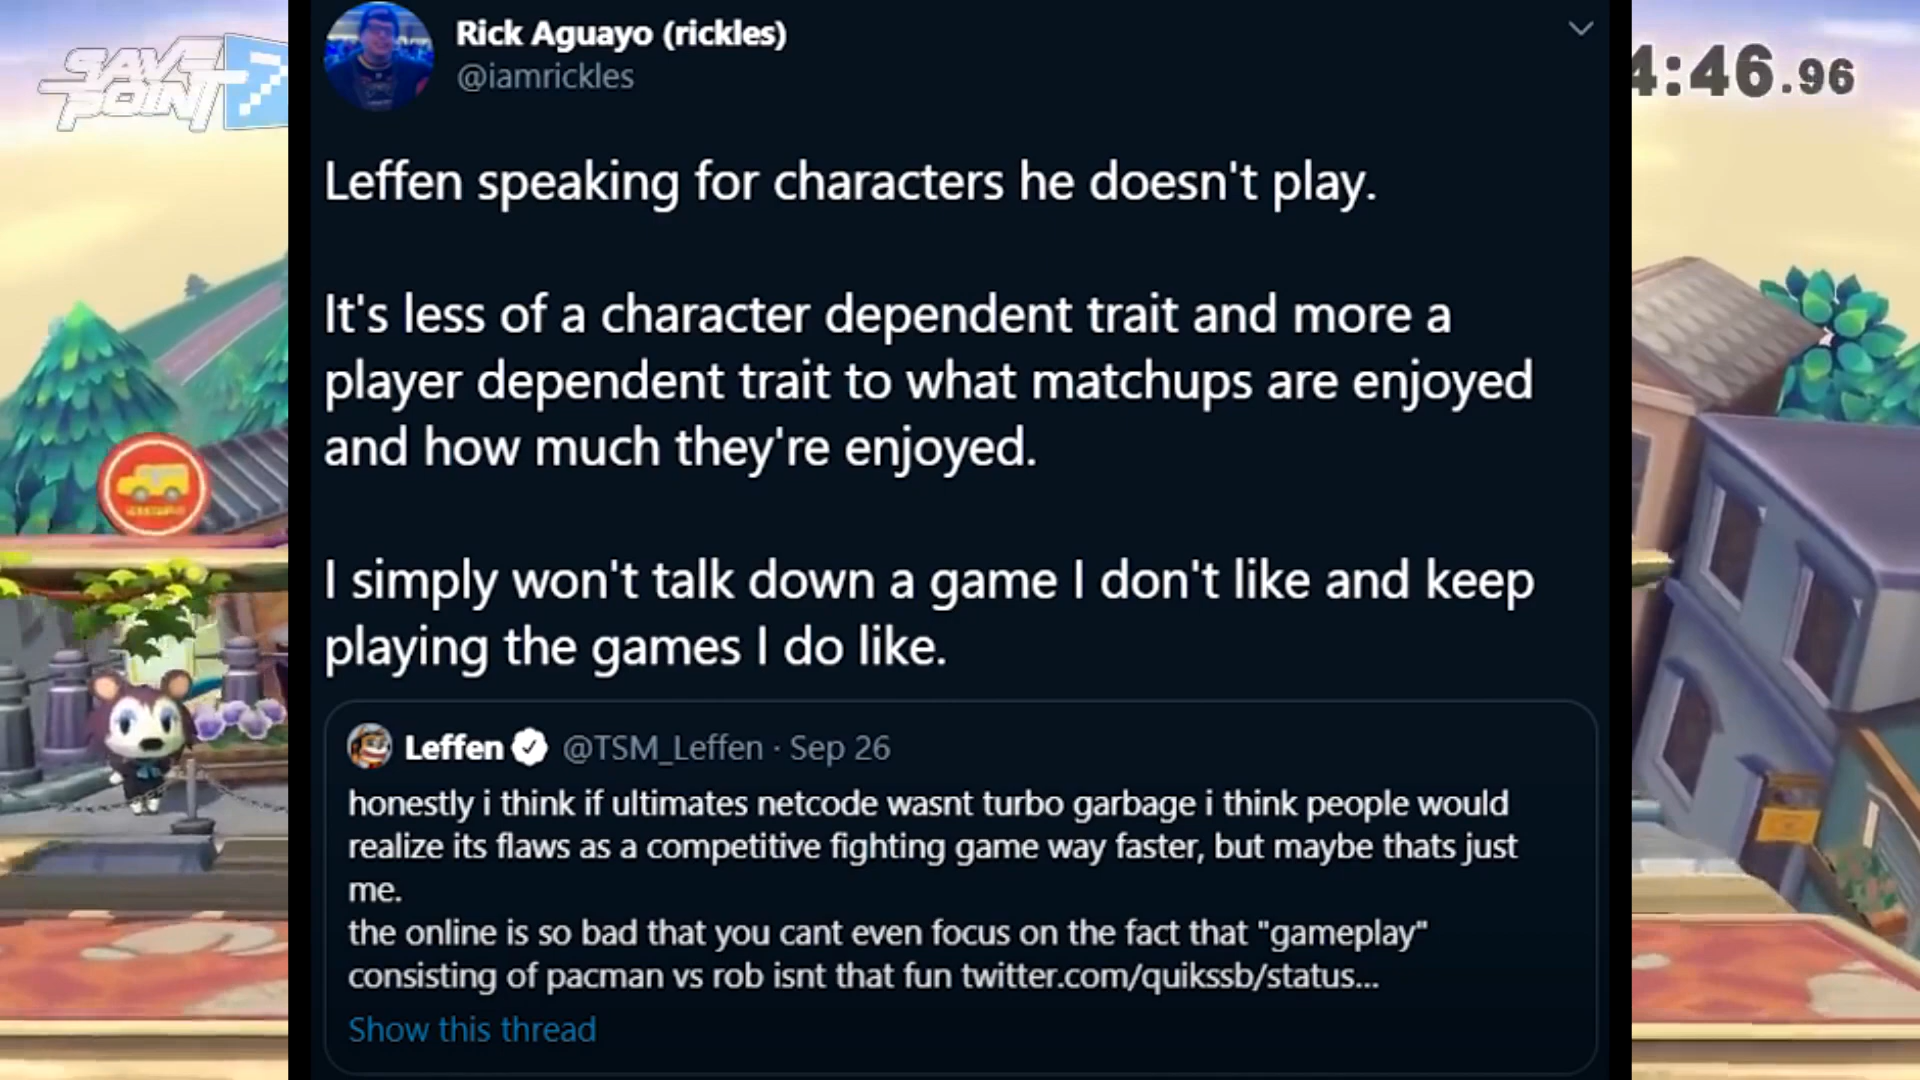 SAVE
POINT
4:46.96
Rick Aguayo (rickles)
@iamrickles
Leffen speaking for characters he doesn't play.
It's less of a character dependent trait and more a
player dependent trait to what matchups are enjoyed
and how much they're enjoyed.
I simply won't talk down a game I don't like and keep
playing the games I do like.
Leffen @TSM_Leffen · Sep 26
honestly i think if ultimates netcode wasnt turbo garbage i think people would
realize its flaws as a competitive fighting game way faster, but maybe thats just
me.
the online is so bad that you cant even focus on the fact that "gameplay"
consisting of pacman vs rob isnt that fun twitter.com/quikssb/status...
Show this thread